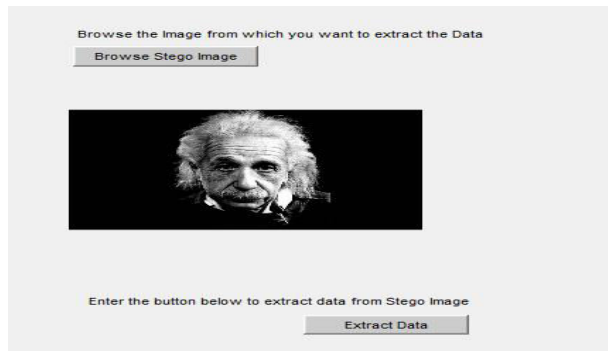 Browse the Image from which you want to extract the Data
Browse Stego Image
Enter the button below to extract data from Stego Image
Extract Data